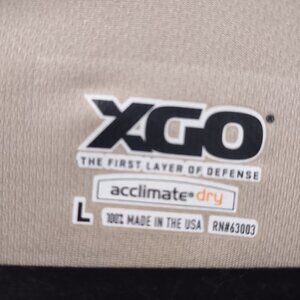 XGO®
THE FIRST LAYER OF DEFENSE
acclimate® dry
L 100% MADE IN THE USA RN#63003